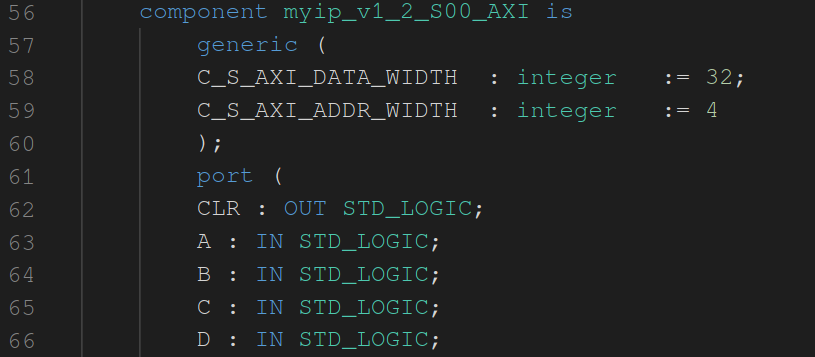 56 component myip_v1_2_S00_AXI is
57 generic (
58 C_S_AXI_DATA_WIDTH : integer := 32;
59 C_S_AXI_ADDR_WIDTH : integer := 4
60 );
61 port (
62 CLR : OUT STD_LOGIC;
63 A : IN STD_LOGIC;
64 B : IN STD_LOGIC;
65 C : IN STD_LOGIC;
66 D : IN STD_LOGIC;